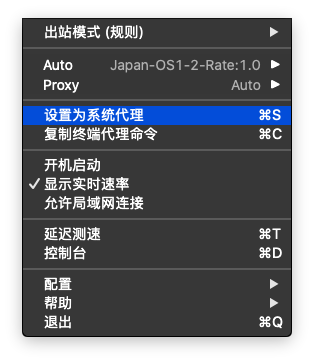 出站模式 (规则) ▶
Auto Japan-OS1-2-Rate:1.0 ▶
Proxy Auto ▶
设置为系统代理 ⌘S
复制终端代理命令 ⌘C
开机启动
✓ 显示实时速率
允许局域网连接
延迟测速 ⌘T
控制台 ⌘D
配置 ▶
帮助 ▶
退出 ⌘Q